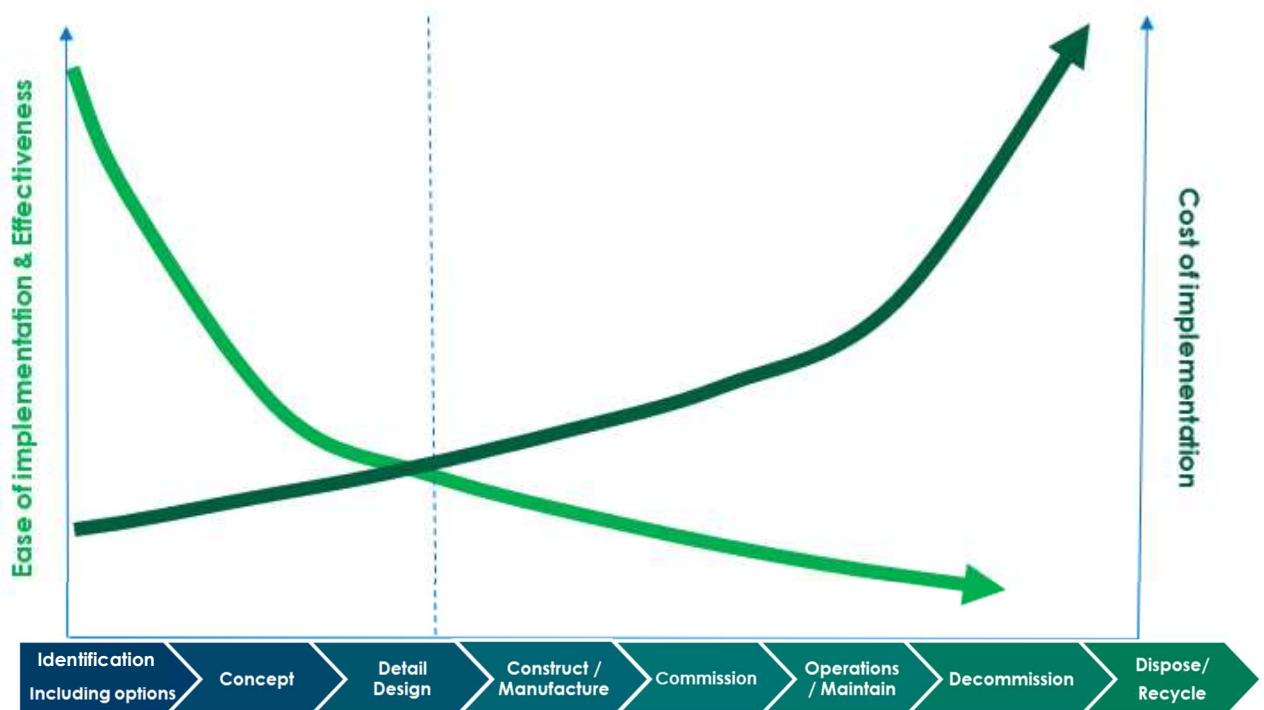 Ease of implementation & Effectiveness
Cost of implementation
Identification
Including options
Concept
Detail
Design
Construct /
Manufacture
Commission
Operations
/ Maintain
Decommission
Dispose/
Recycle